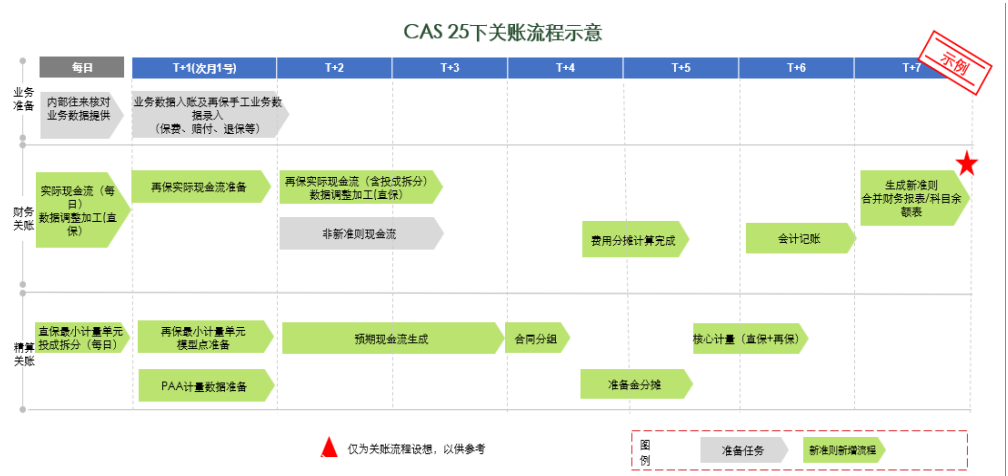 CAS 25下关账流程示意
示例
每日
T+1(次月1号)
T+2
T+3
T+4
T+5
T+6
T+7
业务
准备
内部往来核对
业务数据提供
业务数据入账及再保手工业务数
据录入
（保费、赔付、退保等）
财务
关账
实际现金流（每
日）
数据调整加工(直
保）
再保实际现金流准备
再保实际现金流（含投成拆分）
数据调整加工(直保）
非新准则现金流
费用分摊计算完成
会计记账
生成新准则
合并财务报表/科目余
额表
精算
关账
直保最小计量单元
投成拆分（每日）
再保最小计量单元
模型点准备
PAA计量数据准备
预期现金流生成
合同分组
准备金分摊
核心计量（直保+再保）
仅为关账流程设想，以供参考
图
例
准备任务
新准则新增流程